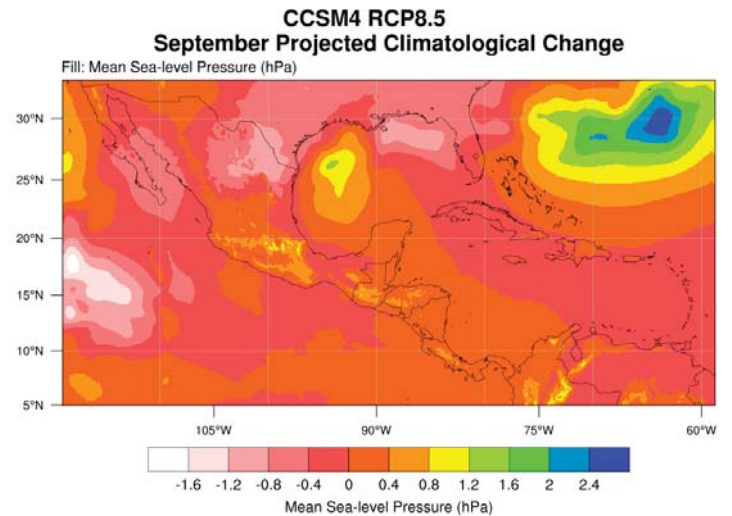 CCSM4 RCP8.5
September Projected Climatological Change
Fill: Mean Sea-level Pressure (hPa)
30°N
25°N
20°N
15°N
10°N
5°N
105°W 90°W 75°W 60°W
-1.6 -1.2 -0.8 -0.4 0 0.4 0.8 1.2 1.6 2 2.4
Mean Sea-level Pressure (hPa)